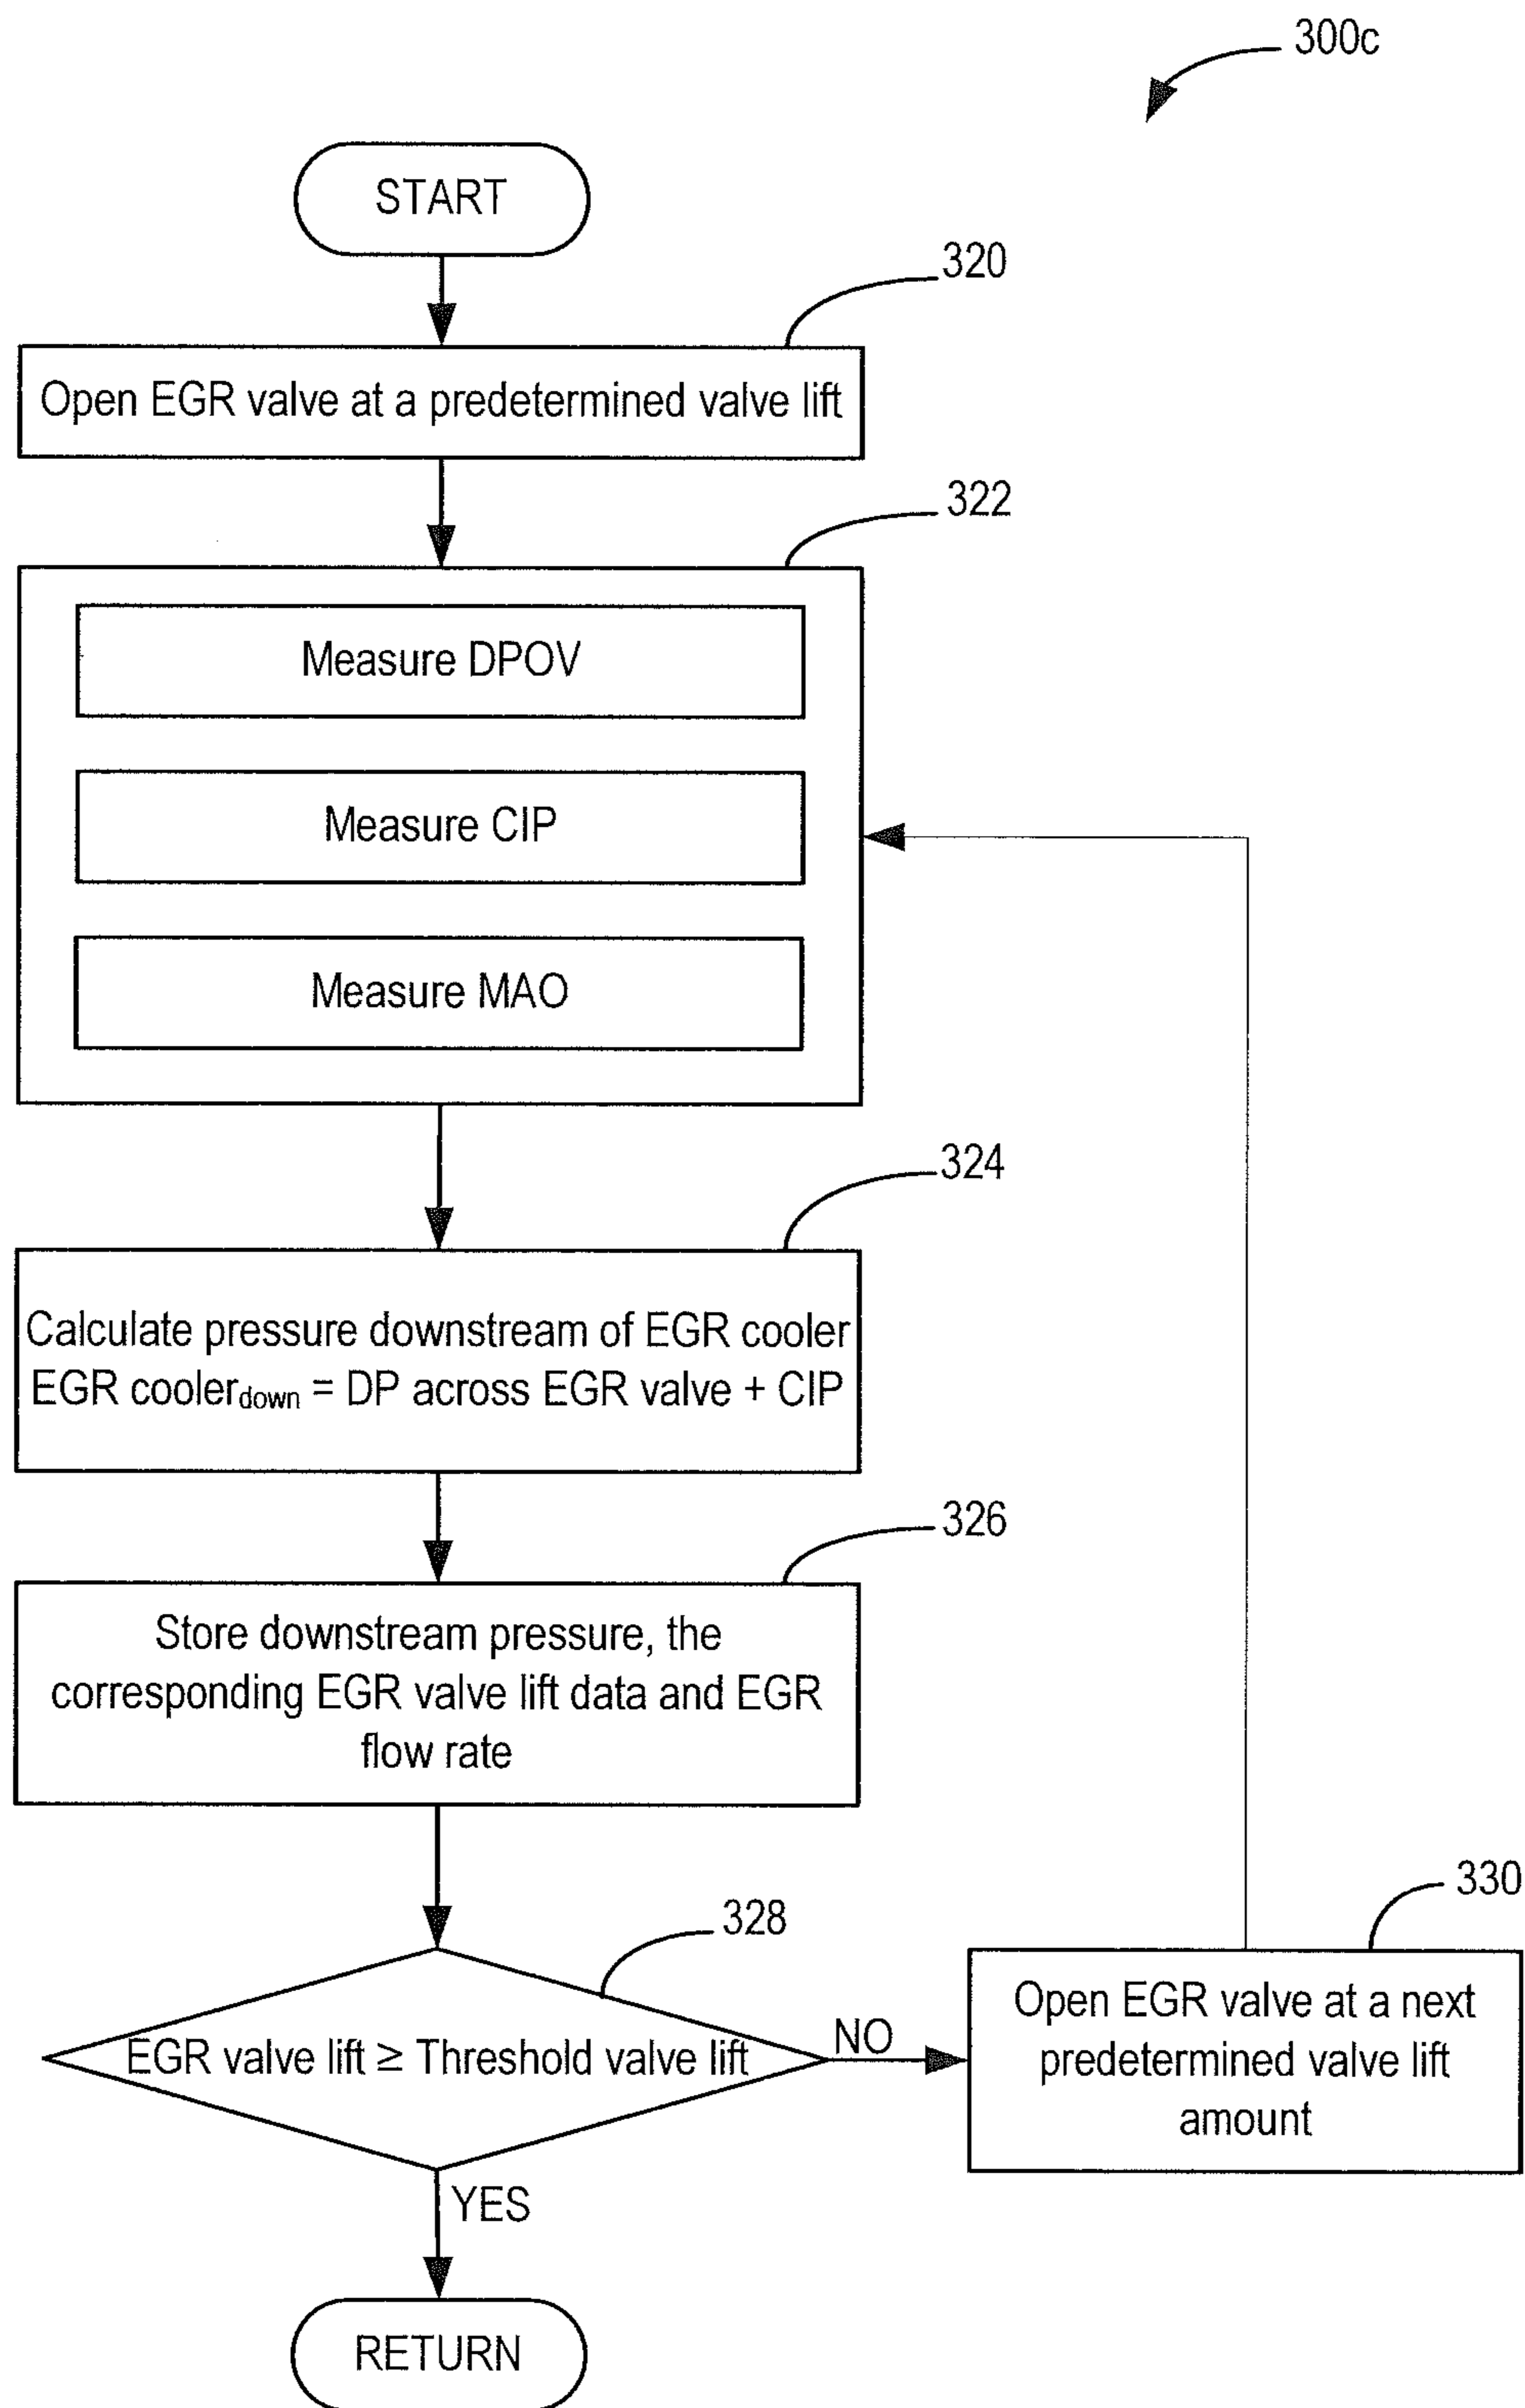 300c
START
320
Open EGR valve at a predetermined valve lift
322
Measure DPOV
Measure CIP
Measure MAO
324
Calculate pressure downstream of EGR cooler
EGR cooler_down = DP across EGR valve + CIP
326
Store downstream pressure, the
corresponding EGR valve lift data and EGR
flow rate
328
EGR valve lift ≥ Threshold valve lift
NO
330
Open EGR valve at a next
predetermined valve lift
amount
YES
RETURN